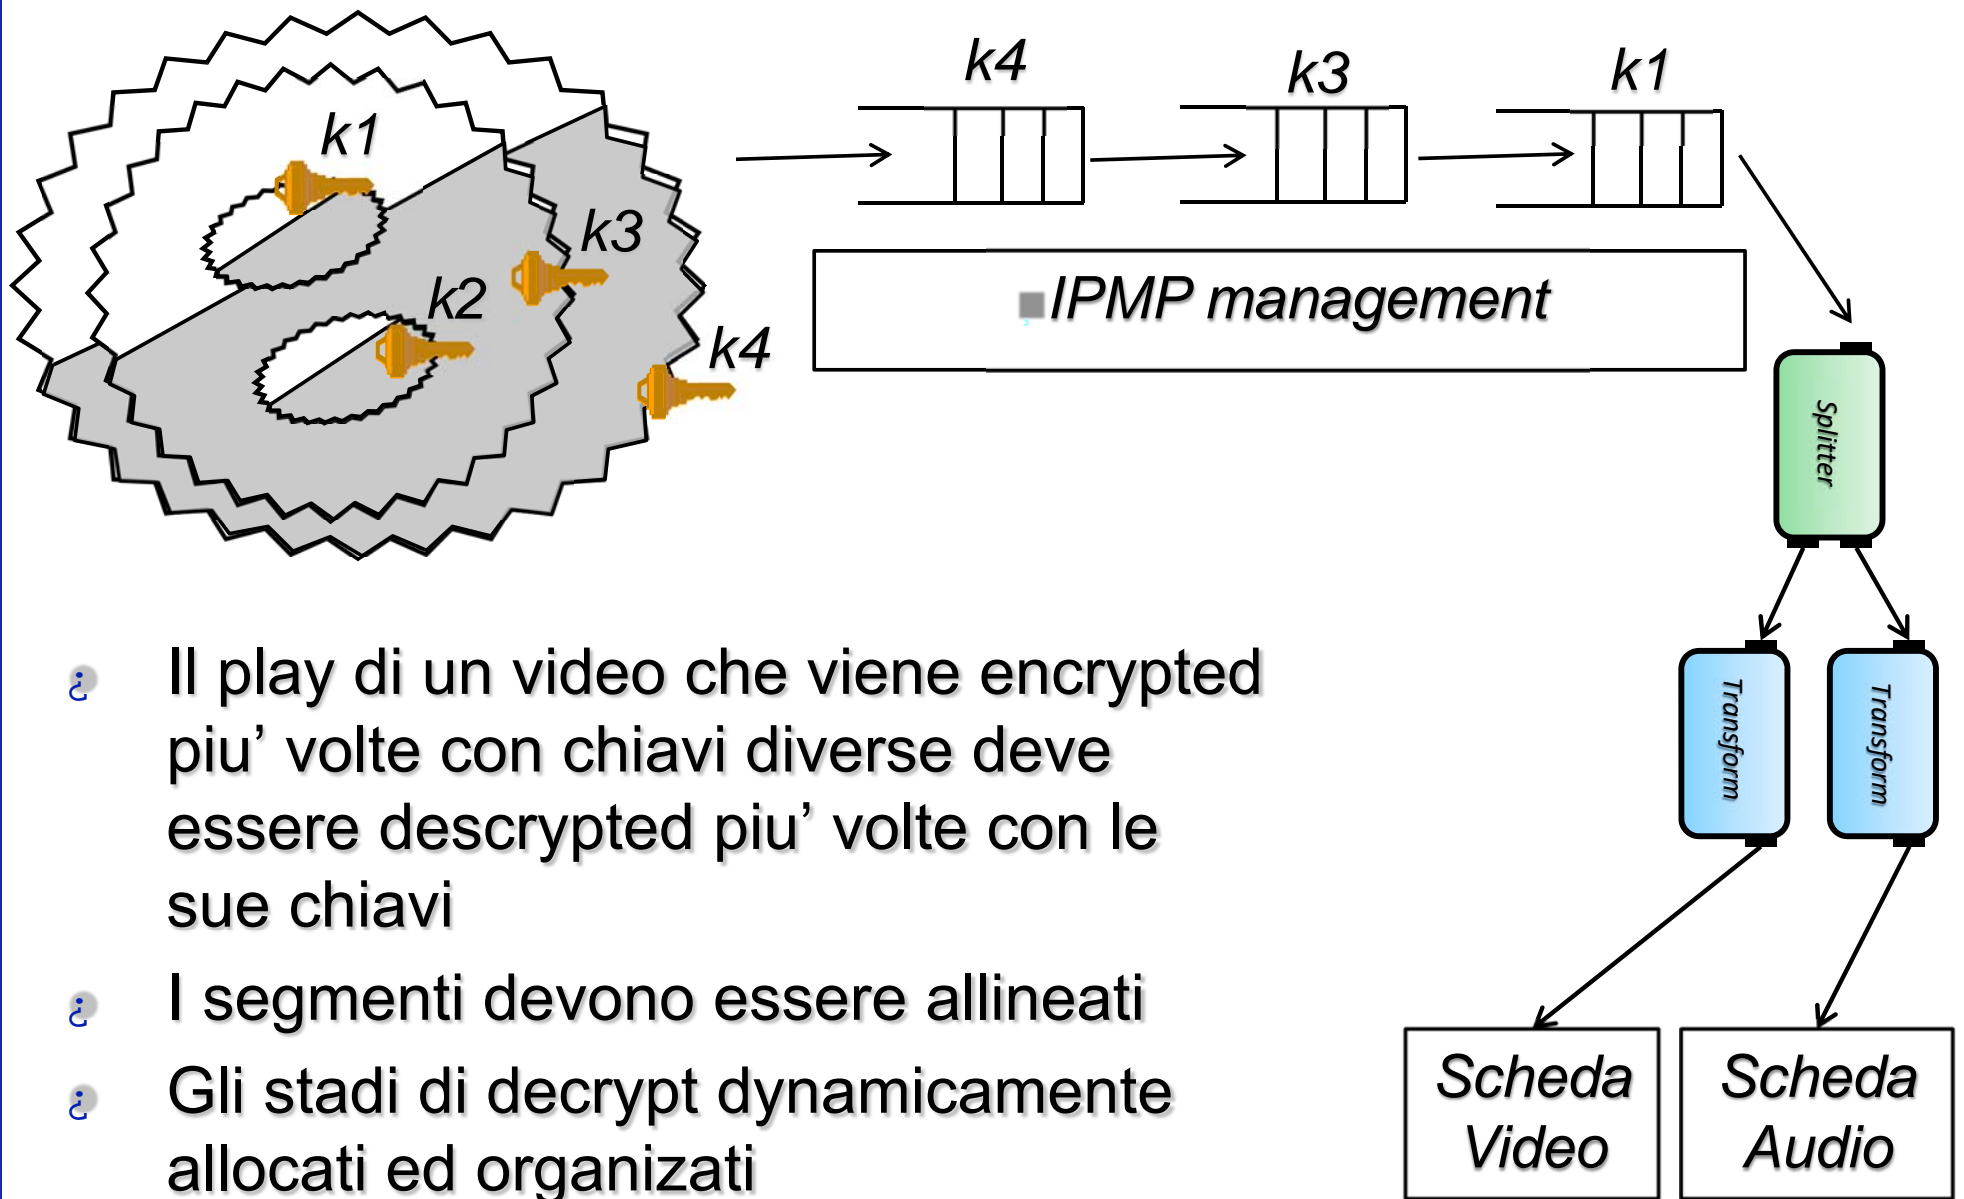 k4
k3
k1
k1
k3
k2
k4
IPMP management
Splitter
Transform
Transform
Il play di un video che viene encrypted
piu’ volte con chiavi diverse deve
essere descrypted piu’ volte con le
sue chiavi
I segmenti devono essere allineati
Gli stadi di decrypt dynamicamente
allocati ed organizati
Scheda
Video
Scheda
Audio